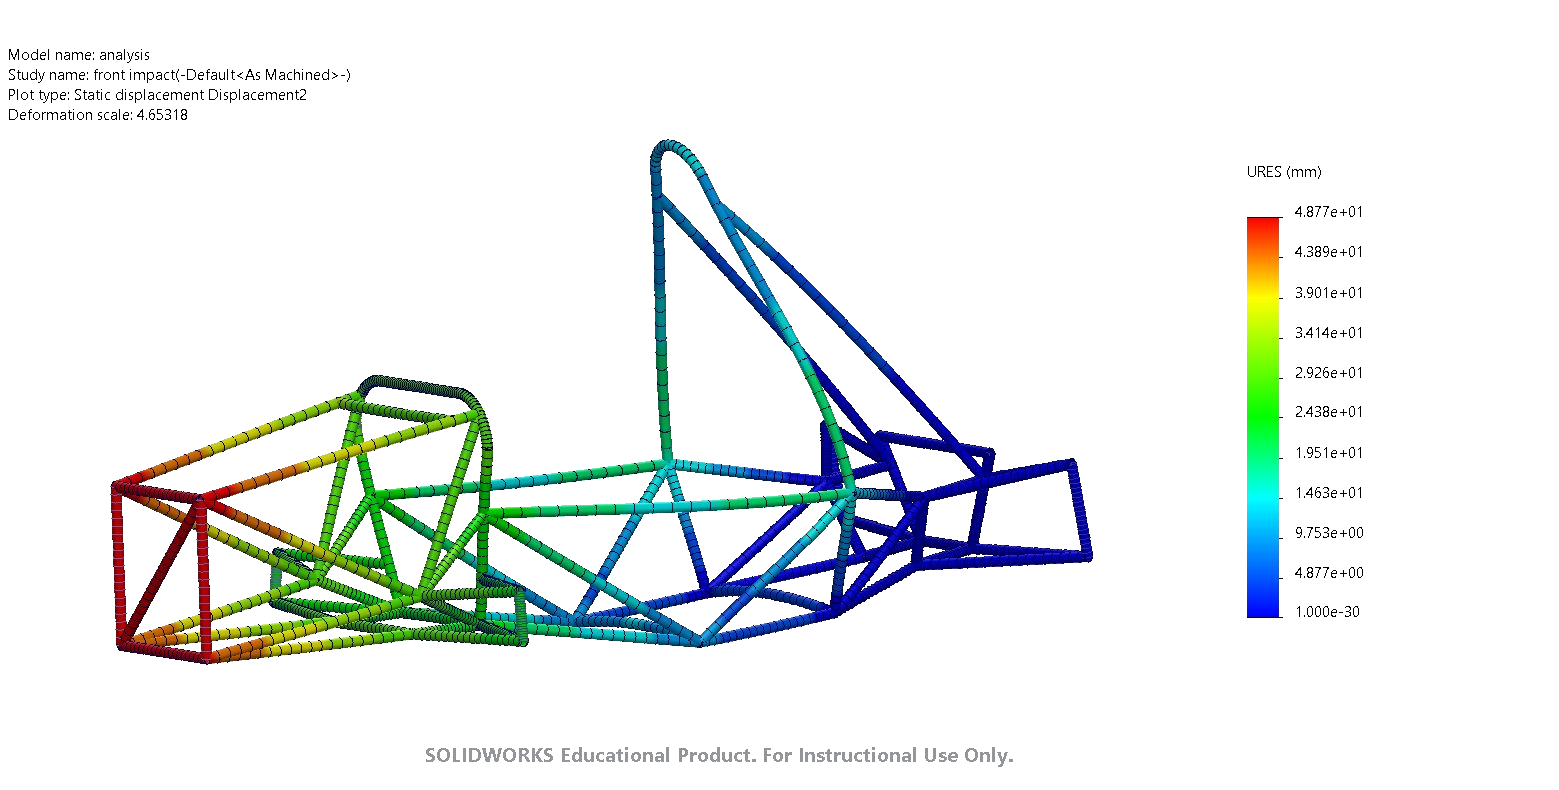 Model name: analysis
Study name: front impact(-Default<As Machined>-)
Plot type: Static displacement Displacement2
Deformation scale: 4.65318
URES (mm)
4.877e+01
4.389e+01
3.901e+01
3.414e+01
2.926e+01
2.438e+01
1.951e+01
1.463e+01
9.753e+00
4.877e+00
1.000e-30
SOLIDWORKS Educational Product. For Instructional Use Only.